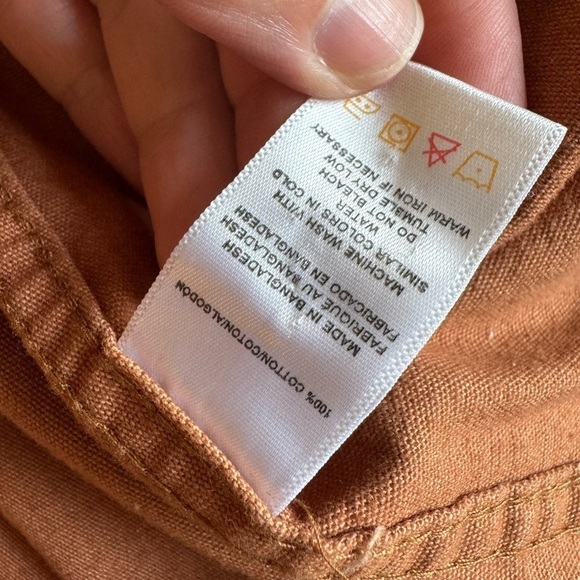 100% COTTON/COTON/ALGODÓN
MADE IN BANGLADESH
FABRIQUE AU BANGLADESH
FABRICADO EN BANGLADESH
MACHINE WASH WITH
SIMILAR COLORS IN COLD
WATER
DO NOT BLEACH
TUMBLE DRY LOW
WARM IRON IF NECESSARY